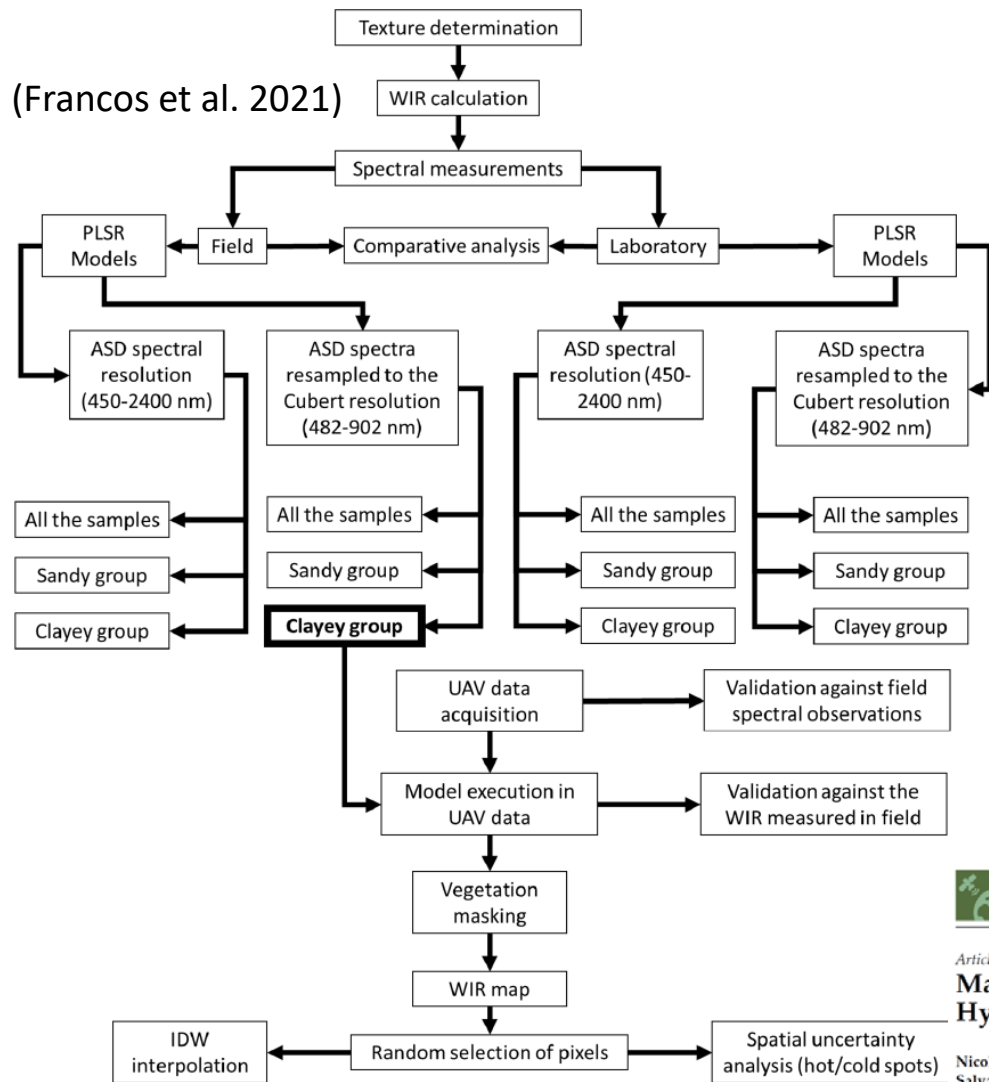 Texture determination
(Francos et al. 2021)
WIR calculation
Spectral measurements
PLSR
Models
Field
Comparative analysis
Laboratory
PLSR
Models
ASD spectral
resolution
(450-2400 nm)
ASD spectra
resampled to the
Cubert resolution
(482-902 nm)
ASD spectral
resolution (450-
2400 nm)
ASD spectra
resampled to the
Cubert resolution
(482-902 nm)
All the samples
All the samples
All the samples
All the samples
Sandy group
Sandy group
Sandy group
Sandy group
Clayey group
Clayey group
Clayey group
Clayey group
UAV data
acquisition
Validation against field
spectral observations
Model execution in
UAV data
Validation against the
WIR measured in field
Vegetation
masking
WIR map
IDW
interpolation
Random selection of pixels
Spatial uncertainty
analysis (hot/cold spots)
Artic
Ma
Hy
Nico
Salv